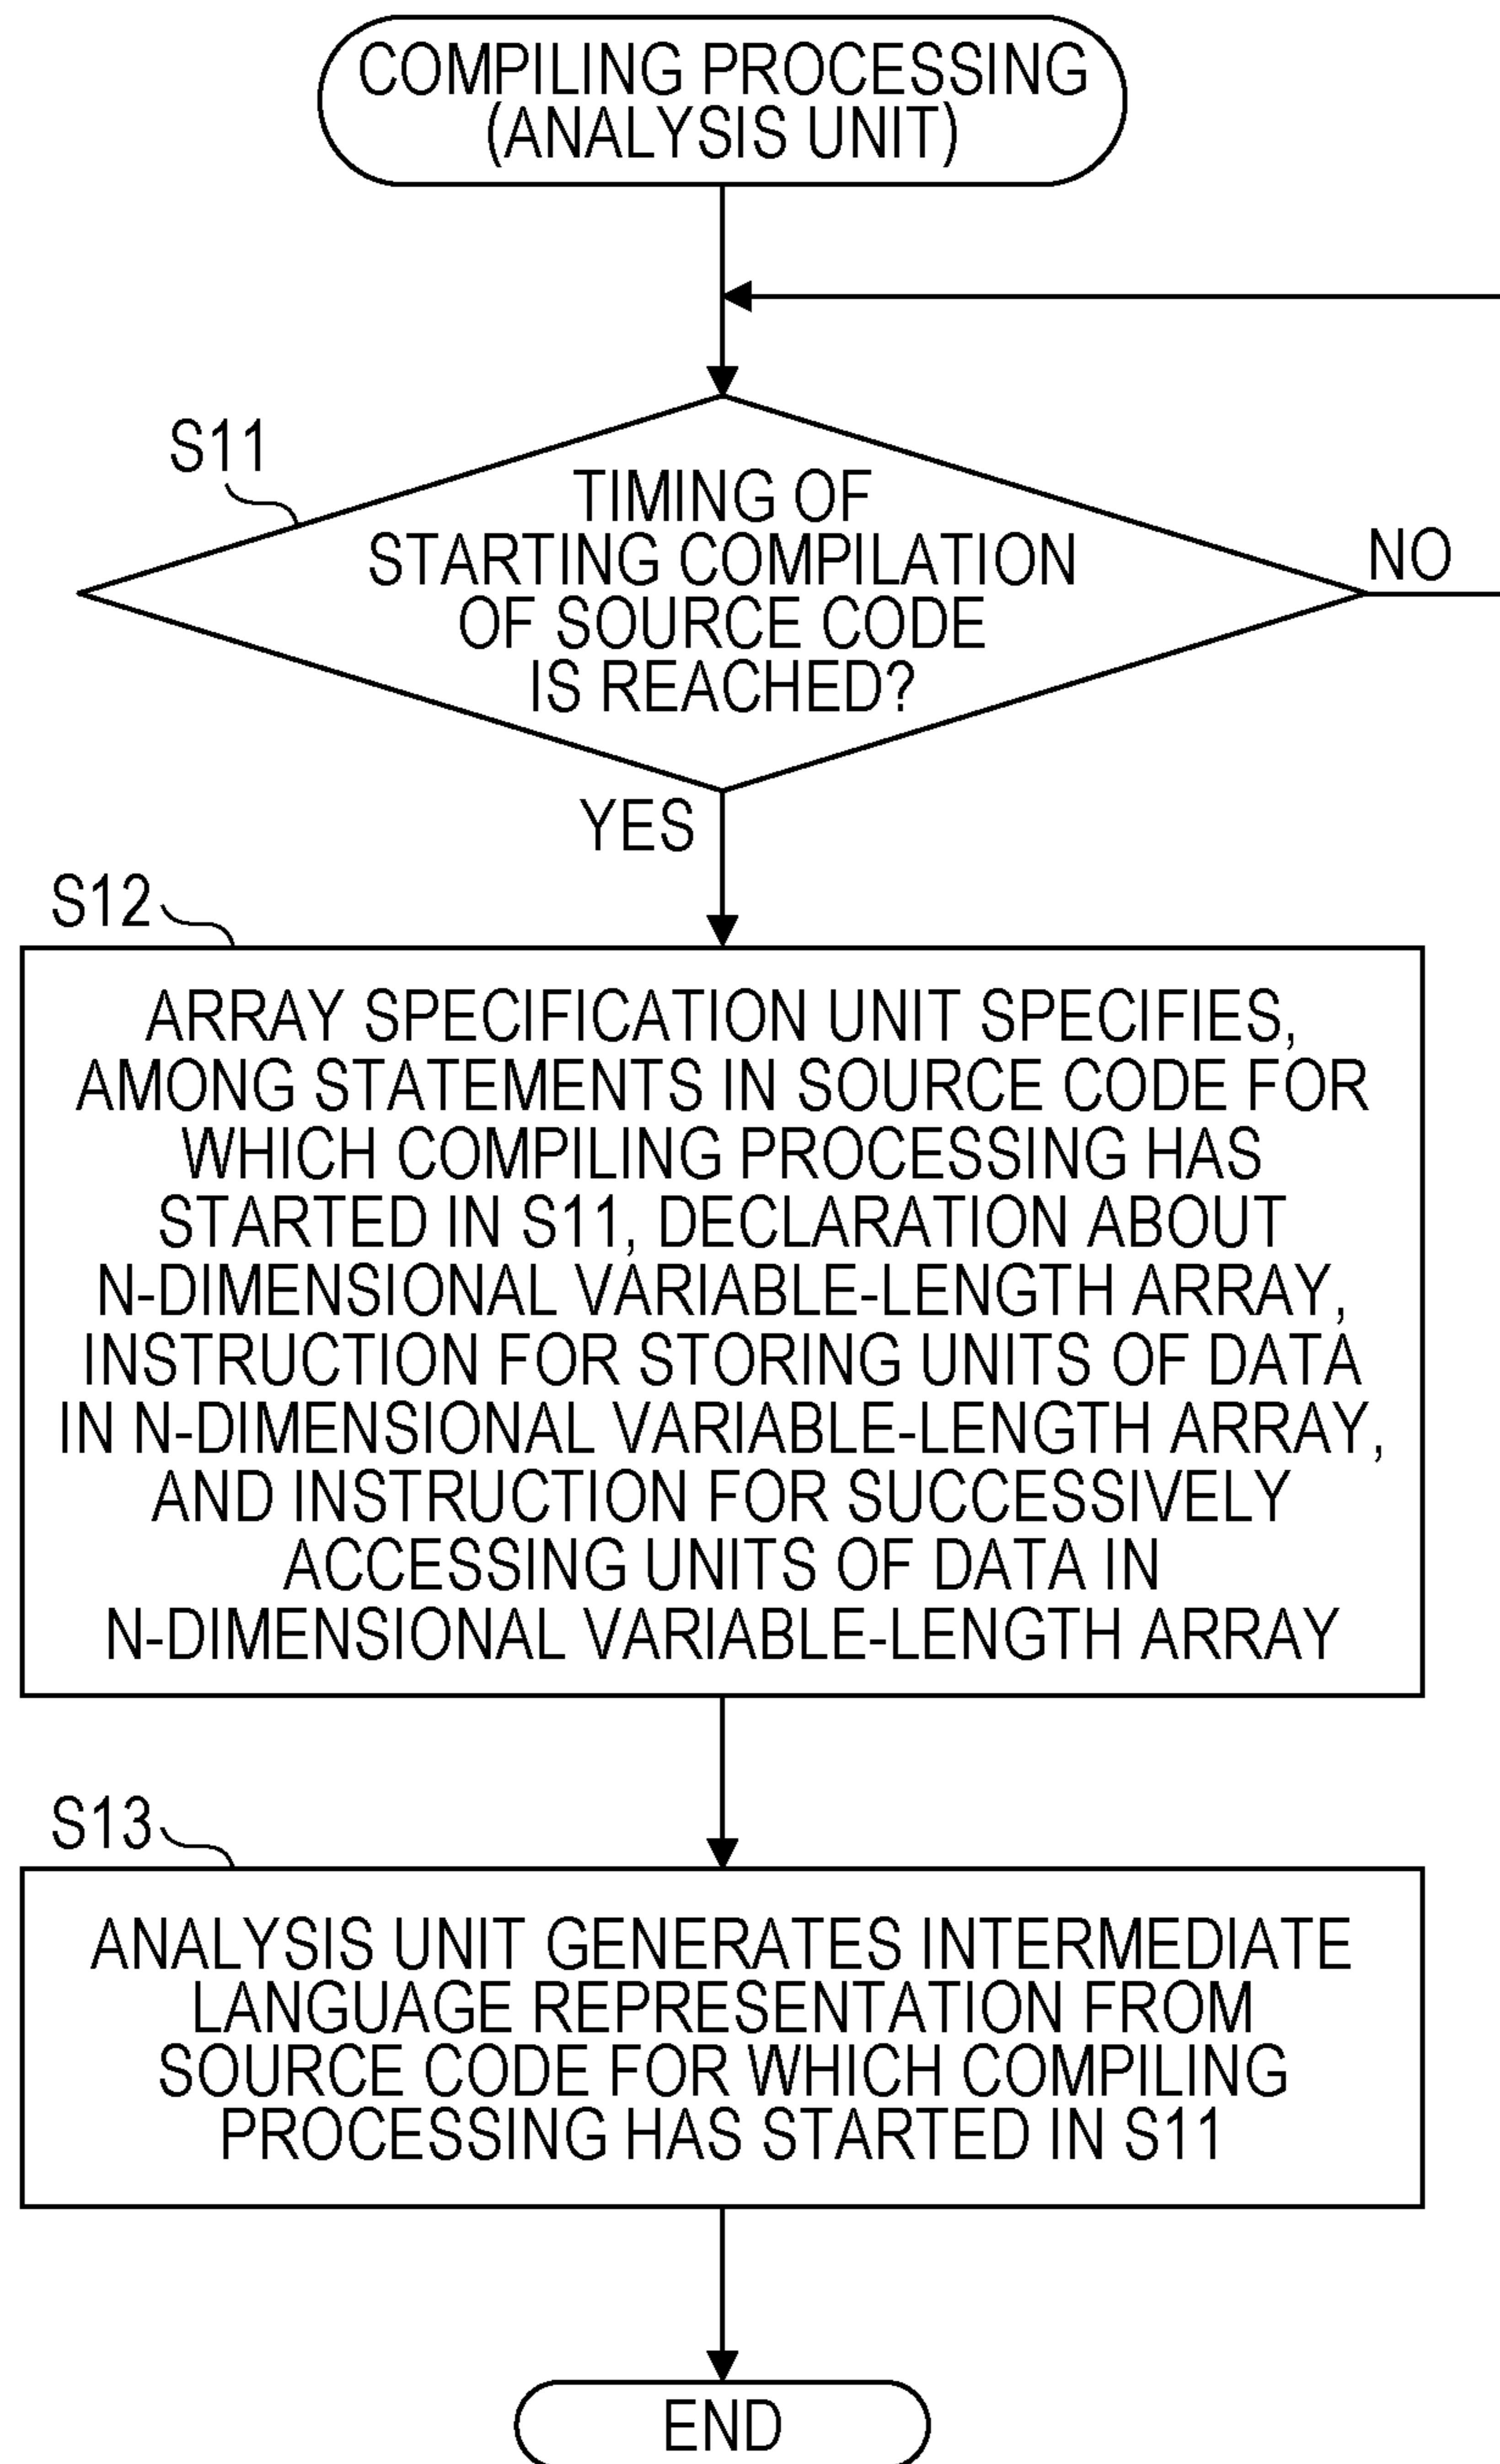 COMPILING PROCESSING
(ANALYSIS UNIT)
S11
TIMING OF
STARTING COMPILATION
OF SOURCE CODE
IS REACHED?
NO
YES
S12
ARRAY SPECIFICATION UNIT SPECIFIES,
AMONG STATEMENTS IN SOURCE CODE FOR
WHICH COMPILING PROCESSING HAS
STARTED IN S11, DECLARATION ABOUT
N-DIMENSIONAL VARIABLE-LENGTH ARRAY,
INSTRUCTION FOR STORING UNITS OF DATA
IN N-DIMENSIONAL VARIABLE-LENGTH ARRAY,
AND INSTRUCTION FOR SUCCESSIVELY
ACCESSING UNITS OF DATA IN
N-DIMENSIONAL VARIABLE-LENGTH ARRAY
S13
ANALYSIS UNIT GENERATES INTERMEDIATE
LANGUAGE REPRESENTATION FROM
SOURCE CODE FOR WHICH COMPILING
PROCESSING HAS STARTED IN S11
END